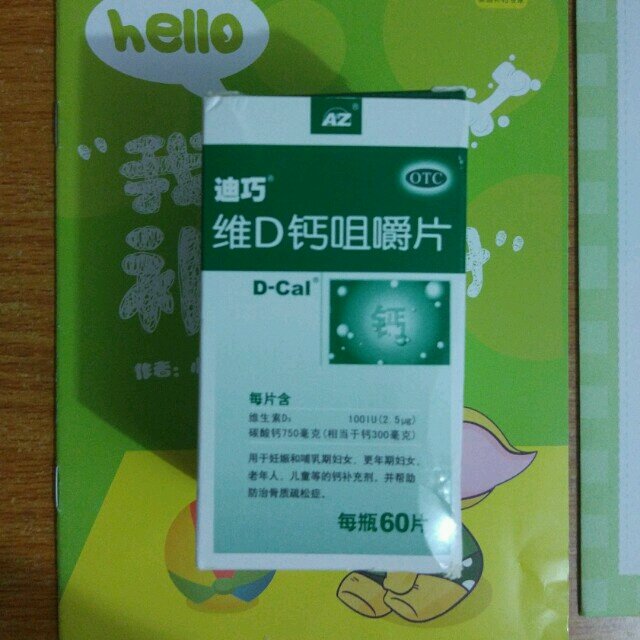 hello
AZ
迪巧®
OTC
维D钙咀嚼片
D-Cal®
钙
每片含
维生素D₃ 100IU(2.5μg)
碳酸钙750毫克(相当于钙300毫克)
用于妊娠和哺乳期妇女、更年期妇女、
老年人、儿童等的钙补充剂，并帮助
防治骨质疏松症。
每瓶60片
作者：